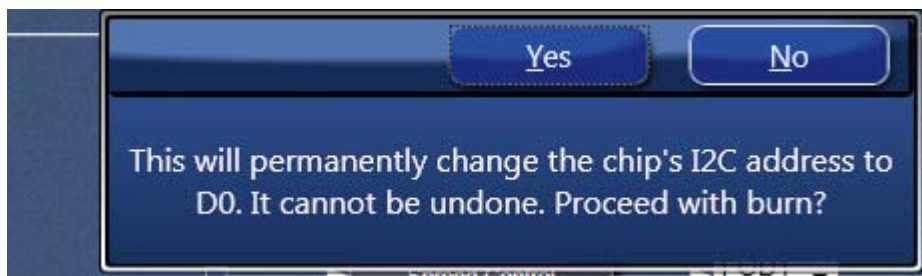 Yes
No
This will permanently change the chip's I2C address to
D0. It cannot be undone. Proceed with burn?